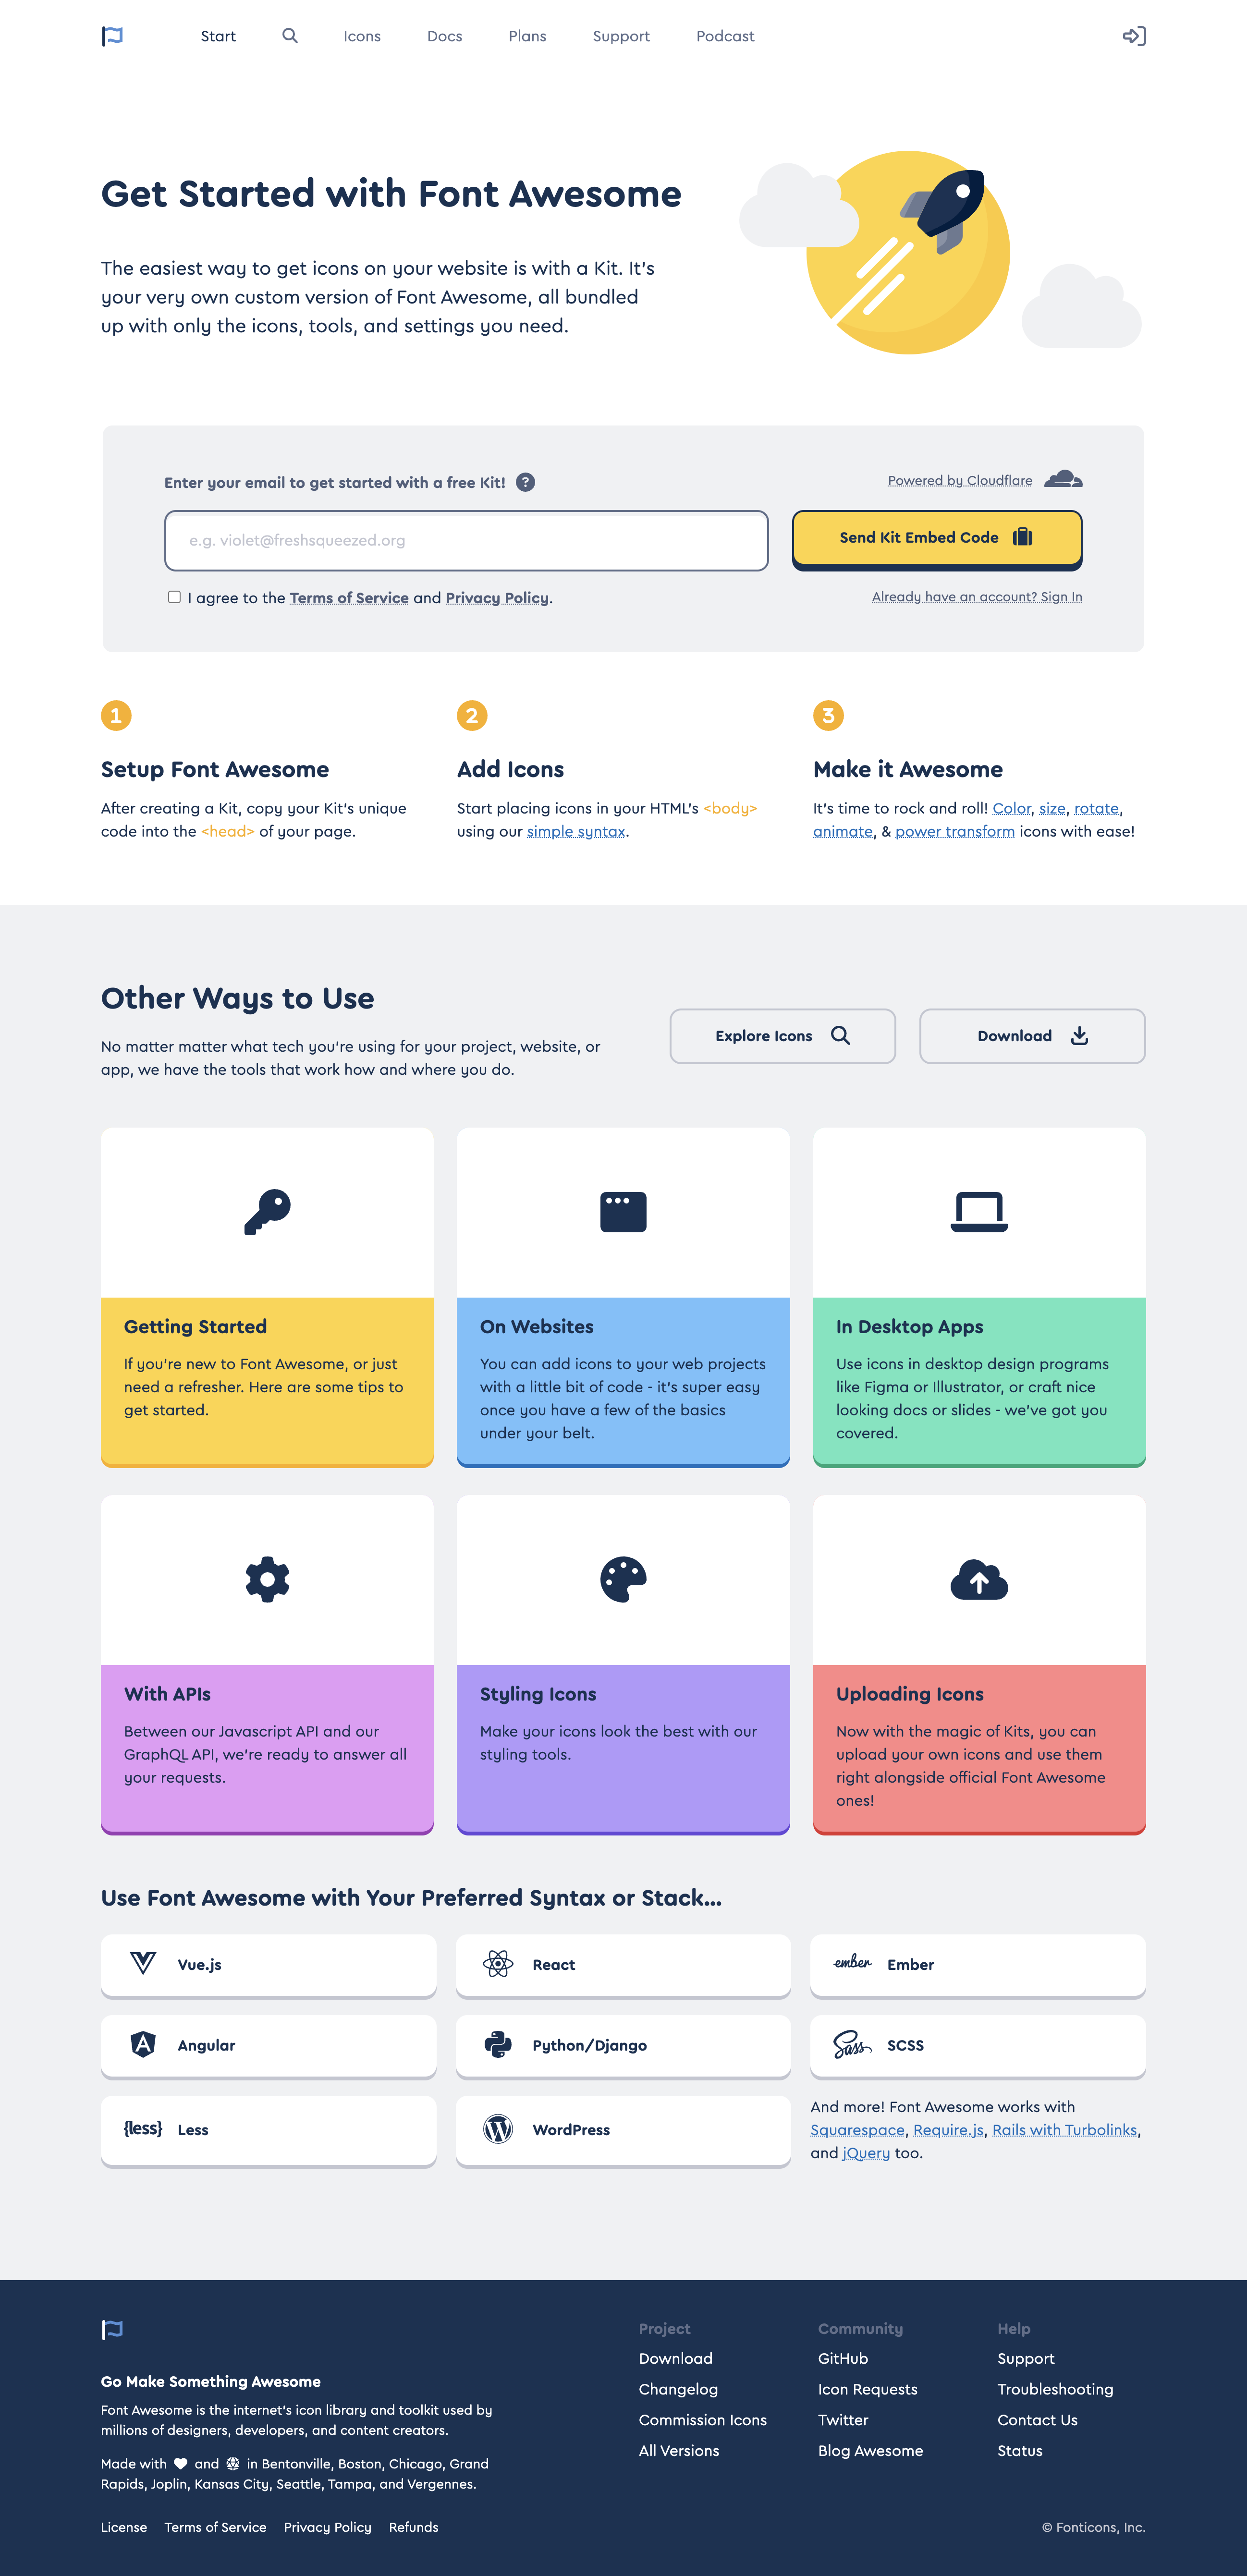 Start Icons Docs Plans Support Podcast
Get Started with Font Awesome
The easiest way to get icons on your website is with a Kit. It's
your very own custom version of Font Awesome, all bundled
up with only the icons, tools, and settings you need.
Enter your email to get started with a free Kit! ?
Powered by Cloudflare
e.g. violet@freshsqueezed.org
Send Kit Embed Code
I agree to the Terms of Service and Privacy Policy.
Already have an account? Sign In
1
Setup Font Awesome
After creating a Kit, copy your Kit's unique
code into the <head> of your page.
2
Add Icons
Start placing icons in your HTML's <body>
using our simple syntax.
3
Make it Awesome
It's time to rock and roll! Color, size, rotate,
animate, & power transform icons with ease!
Other Ways to Use
No matter matter what tech you're using for your project, website, or
app, we have the tools that work how and where you do.
Explore Icons
Download
Getting Started
If you're new to Font Awesome, or just
need a refresher. Here are some tips to
get started.
On Websites
You can add icons to your web projects
with a little bit of code - it's super easy
once you have a few of the basics
under your belt.
In Desktop Apps
Use icons in desktop design programs
like Figma or Illustrator, or craft nice
looking docs or slides - we've got you
covered.
With APIs
Between our Javascript API and our
GraphQL API, we're ready to answer all
your requests.
Styling Icons
Make your icons look the best with our
styling tools.
Uploading Icons
Now with the magic of Kits, you can
upload your own icons and use them
right alongside official Font Awesome
ones!
Use Font Awesome with Your Preferred Syntax or Stack...
Vue.js
React
ember Ember
Angular
Python/Django
Sass SCSS
{less} Less
WordPress
And more! Font Awesome works with
Squarespace, Require.js, Rails with Turbolinks,
and jQuery too.
Go Make Something Awesome
Font Awesome is the internet's icon library and toolkit used by
millions of designers, developers, and content creators.
Made with and in Bentonville, Boston, Chicago, Grand
Rapids, Joplin, Kansas City, Seattle, Tampa, and Vergennes.
Project
Download
Changelog
Commission Icons
All Versions
Community
GitHub
Icon Requests
Twitter
Blog Awesome
Help
Support
Troubleshooting
Contact Us
Status
License Terms of Service Privacy Policy Refunds
© Fonticons, Inc.